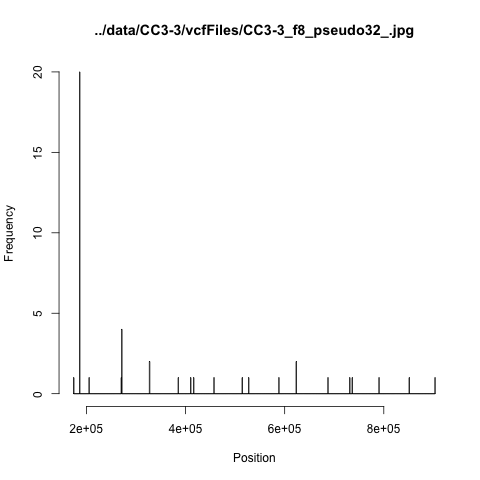 ../data/CC3-3/vcfFiles/CC3-3_f8_pseudo32_.jpg
20
15
10
5
0
Frequency
2e+05 4e+05 6e+05 8e+05
Position